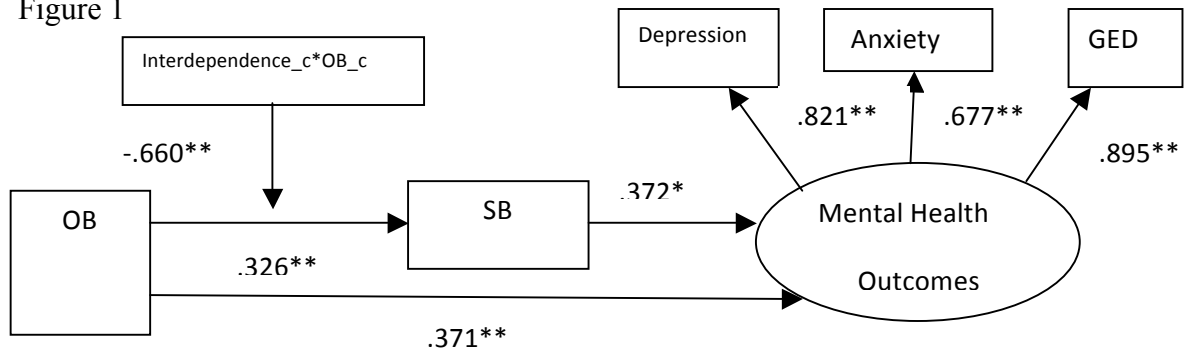 Figure 1
Interdependence_c*OB_c
Depression
Anxiety
GED
.821**
.677**
.895**
-.660**
OB
SB
.372*
Mental Health
Outcomes
.326**
.371**